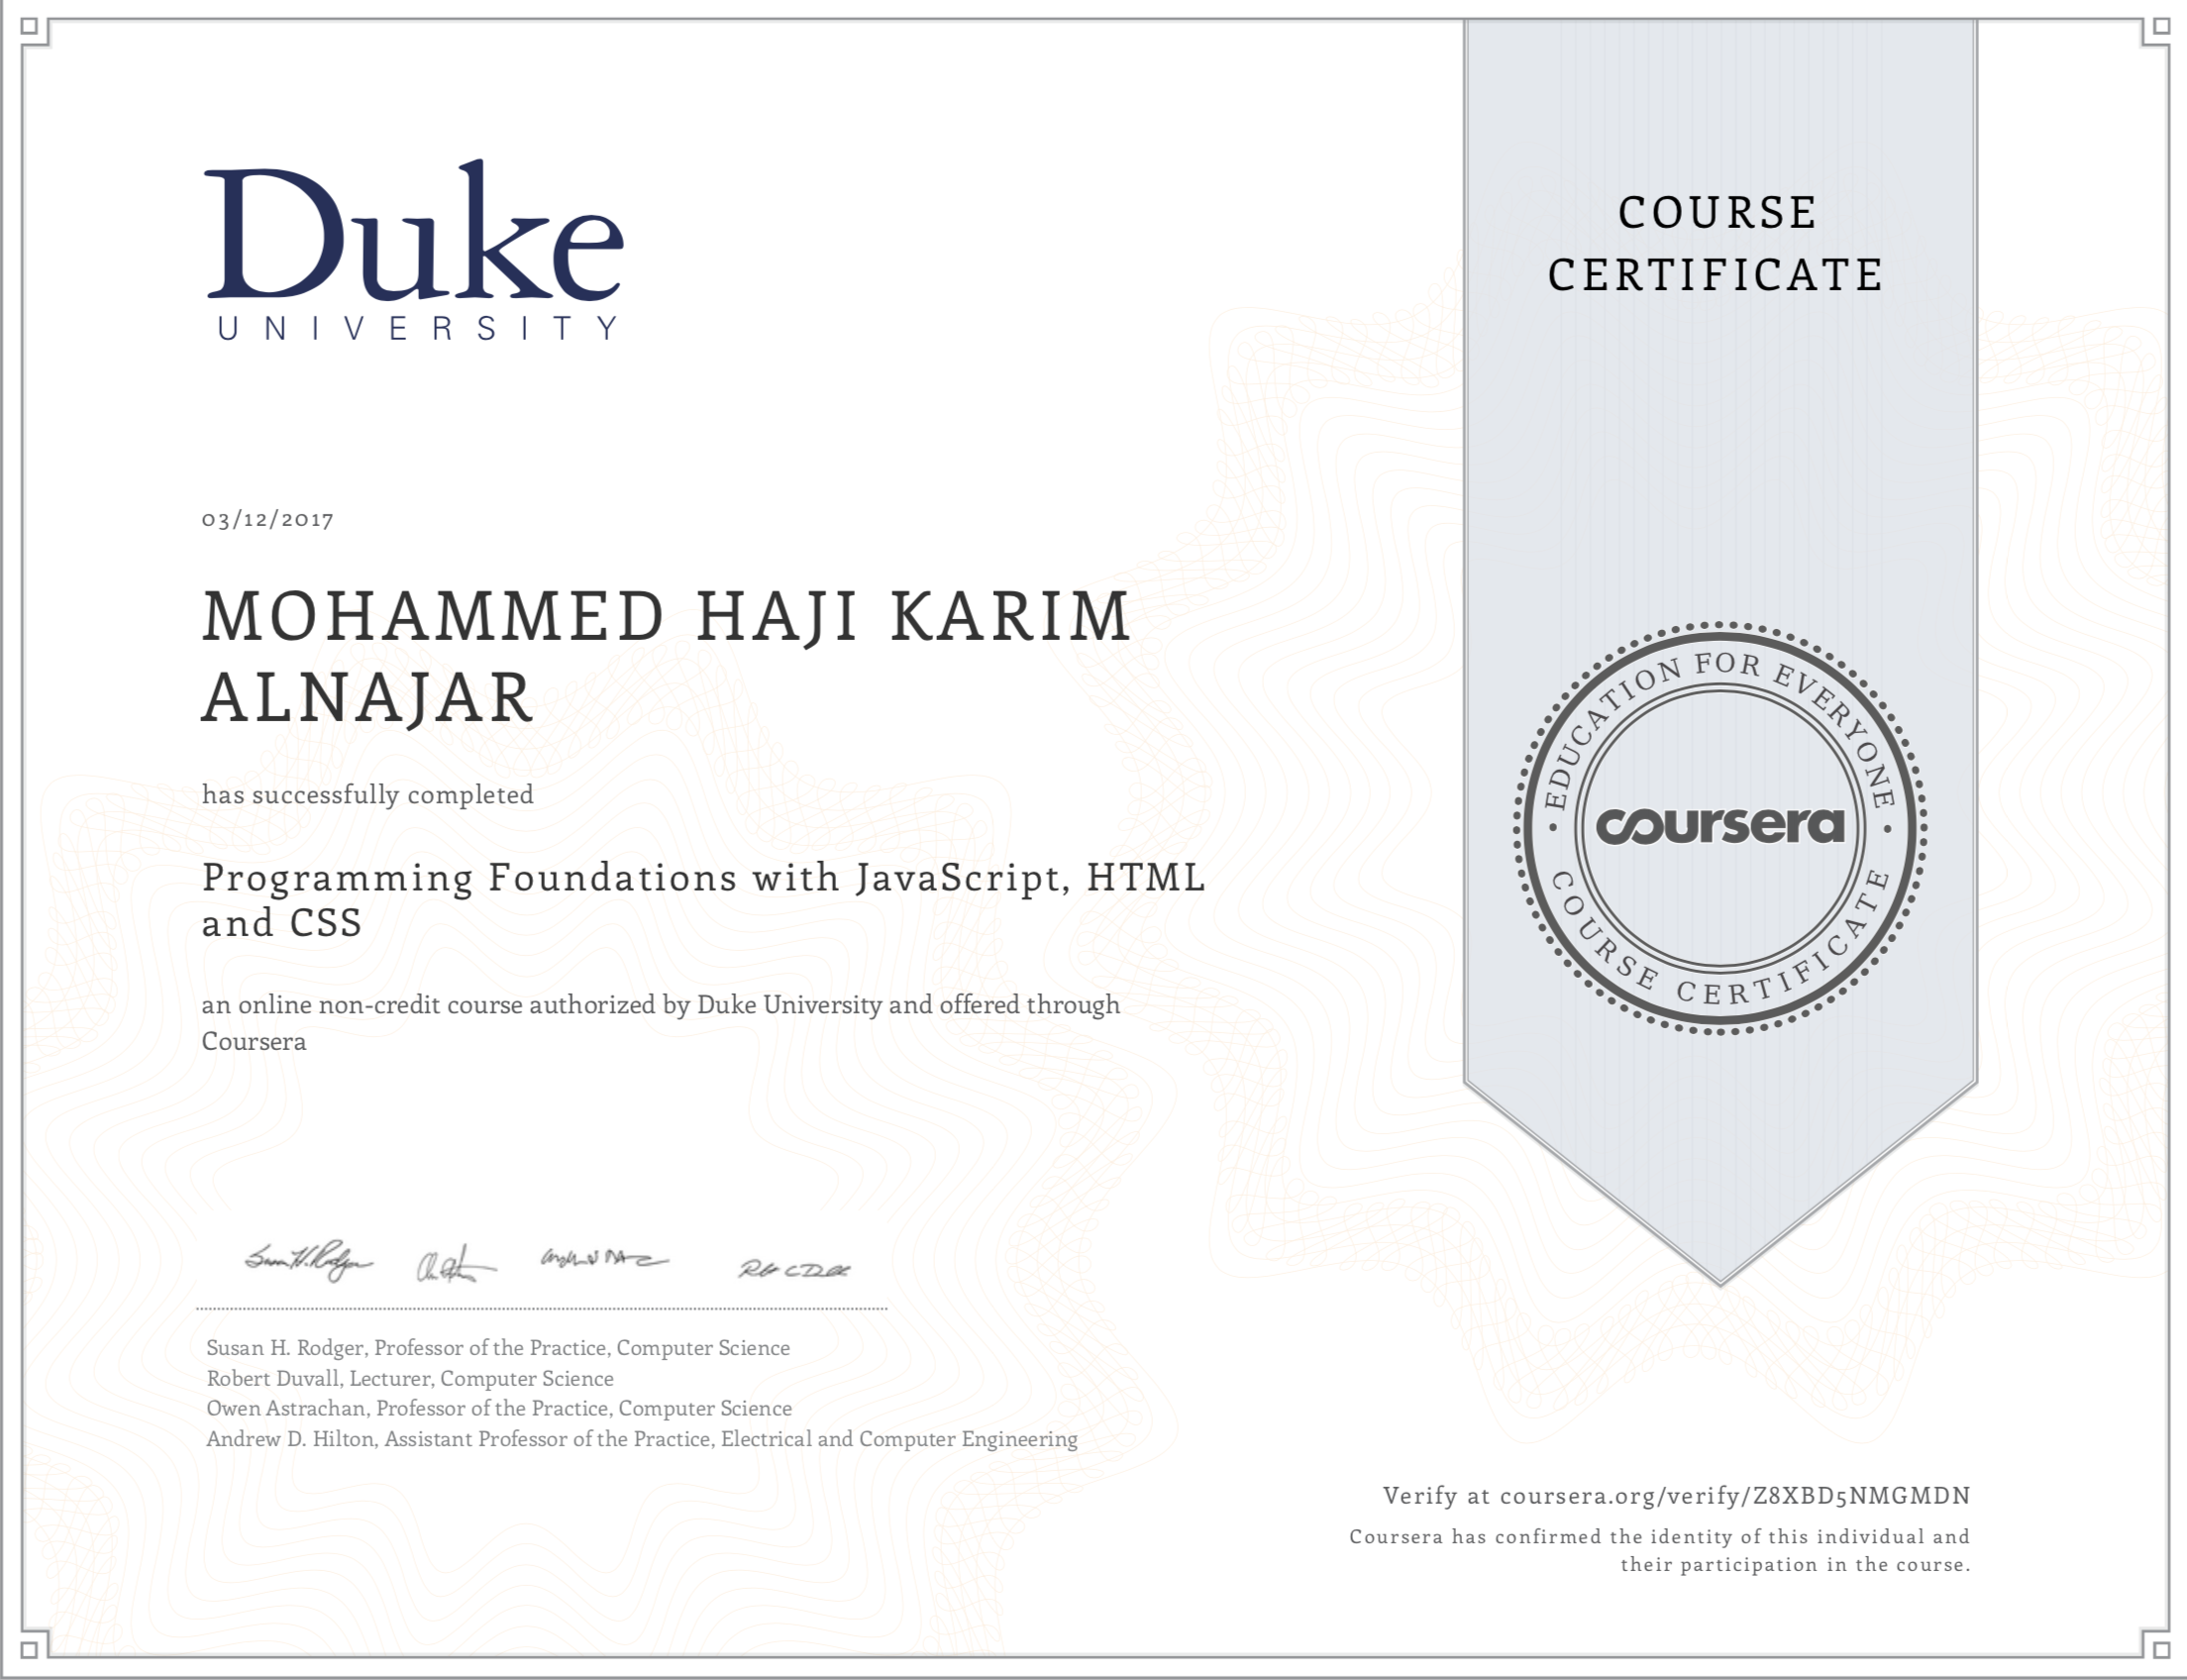 Duke
UNIVERSITY
COURSE
CERTIFICATE
03/12/2017
MOHAMMED HAJI KARIM
ALNAJAR
has successfully completed
Programming Foundations with JavaScript, HTML
and CSS
an online non-credit course authorized by Duke University and offered through
Coursera
EDUCATION FOR EVERYONE
coursera
COURSE CERTIFICATE
Susan H. Rodger, Professor of the Practice, Computer Science
Robert Duvall, Lecturer, Computer Science
Owen Astrachan, Professor of the Practice, Computer Science
Andrew D. Hilton, Assistant Professor of the Practice, Electrical and Computer Engineering
Verify at coursera.org/verify/Z8XBD5NMGMDN
Coursera has confirmed the identity of this individual and
their participation in the course.